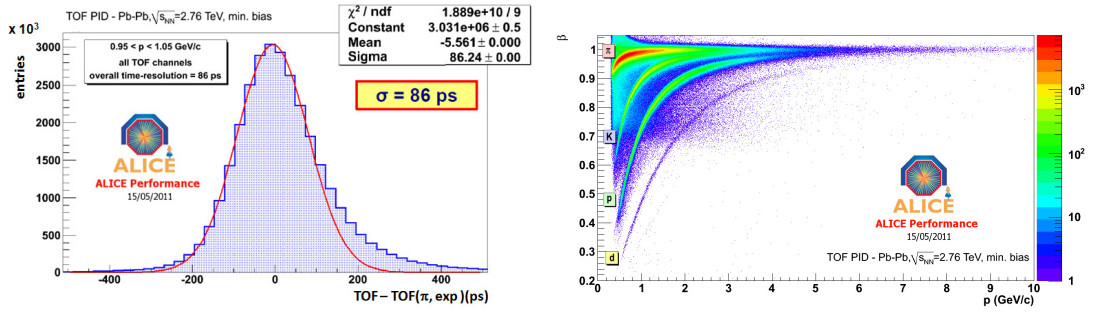 TOF PID - Pb-Pb,√s_NN=2.76 TeV, min. bias
χ² / ndf 1.889e+10 / 9
Constant 3.031e+06 ± 0.5
Mean -5.561 ± 0.000
Sigma 86.24 ± 0.00
x 10³
entries
3000
2500
2000
1500
1000
500
0
0.95 < p < 1.05 GeV/c
all TOF channels
overall time-resolution = 86 ps
σ = 86 ps
ALICE
ALICE Performance
15/05/2011
-400 -200 0 200 400
TOF – TOF(π, exp )(ps)
β
1
0.9
0.8
0.7
0.6
0.5
0.4
0.3
0.2
π
K
p
d
ALICE
ALICE Performance
15/05/2011
TOF PID - Pb-Pb,√s_NN=2.76 TeV, min. bias
0 1 2 3 4 5 6 7 8 9 10
p (GeV/c)
10³
10²
10
1